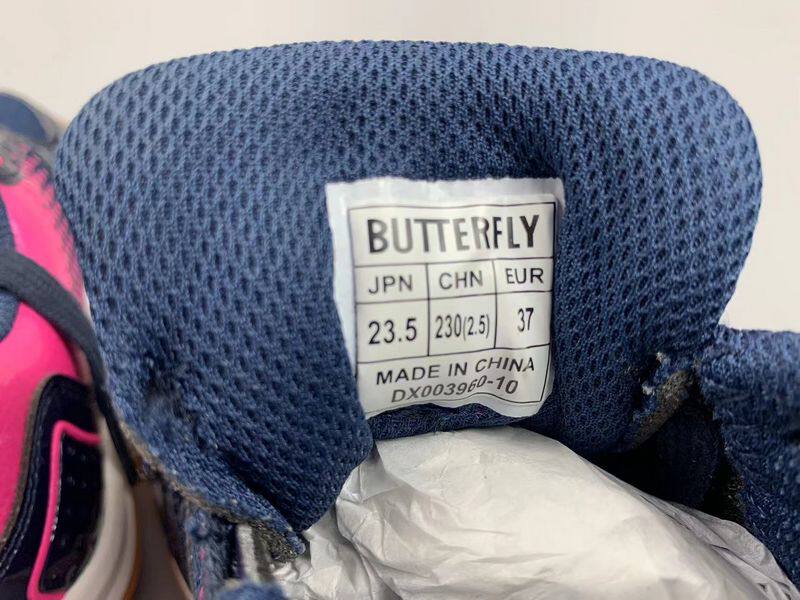 BUTTERFLY
JPN CHN EUR
23.5 230(2.5) 37
MADE IN CHINA
DX003960-10